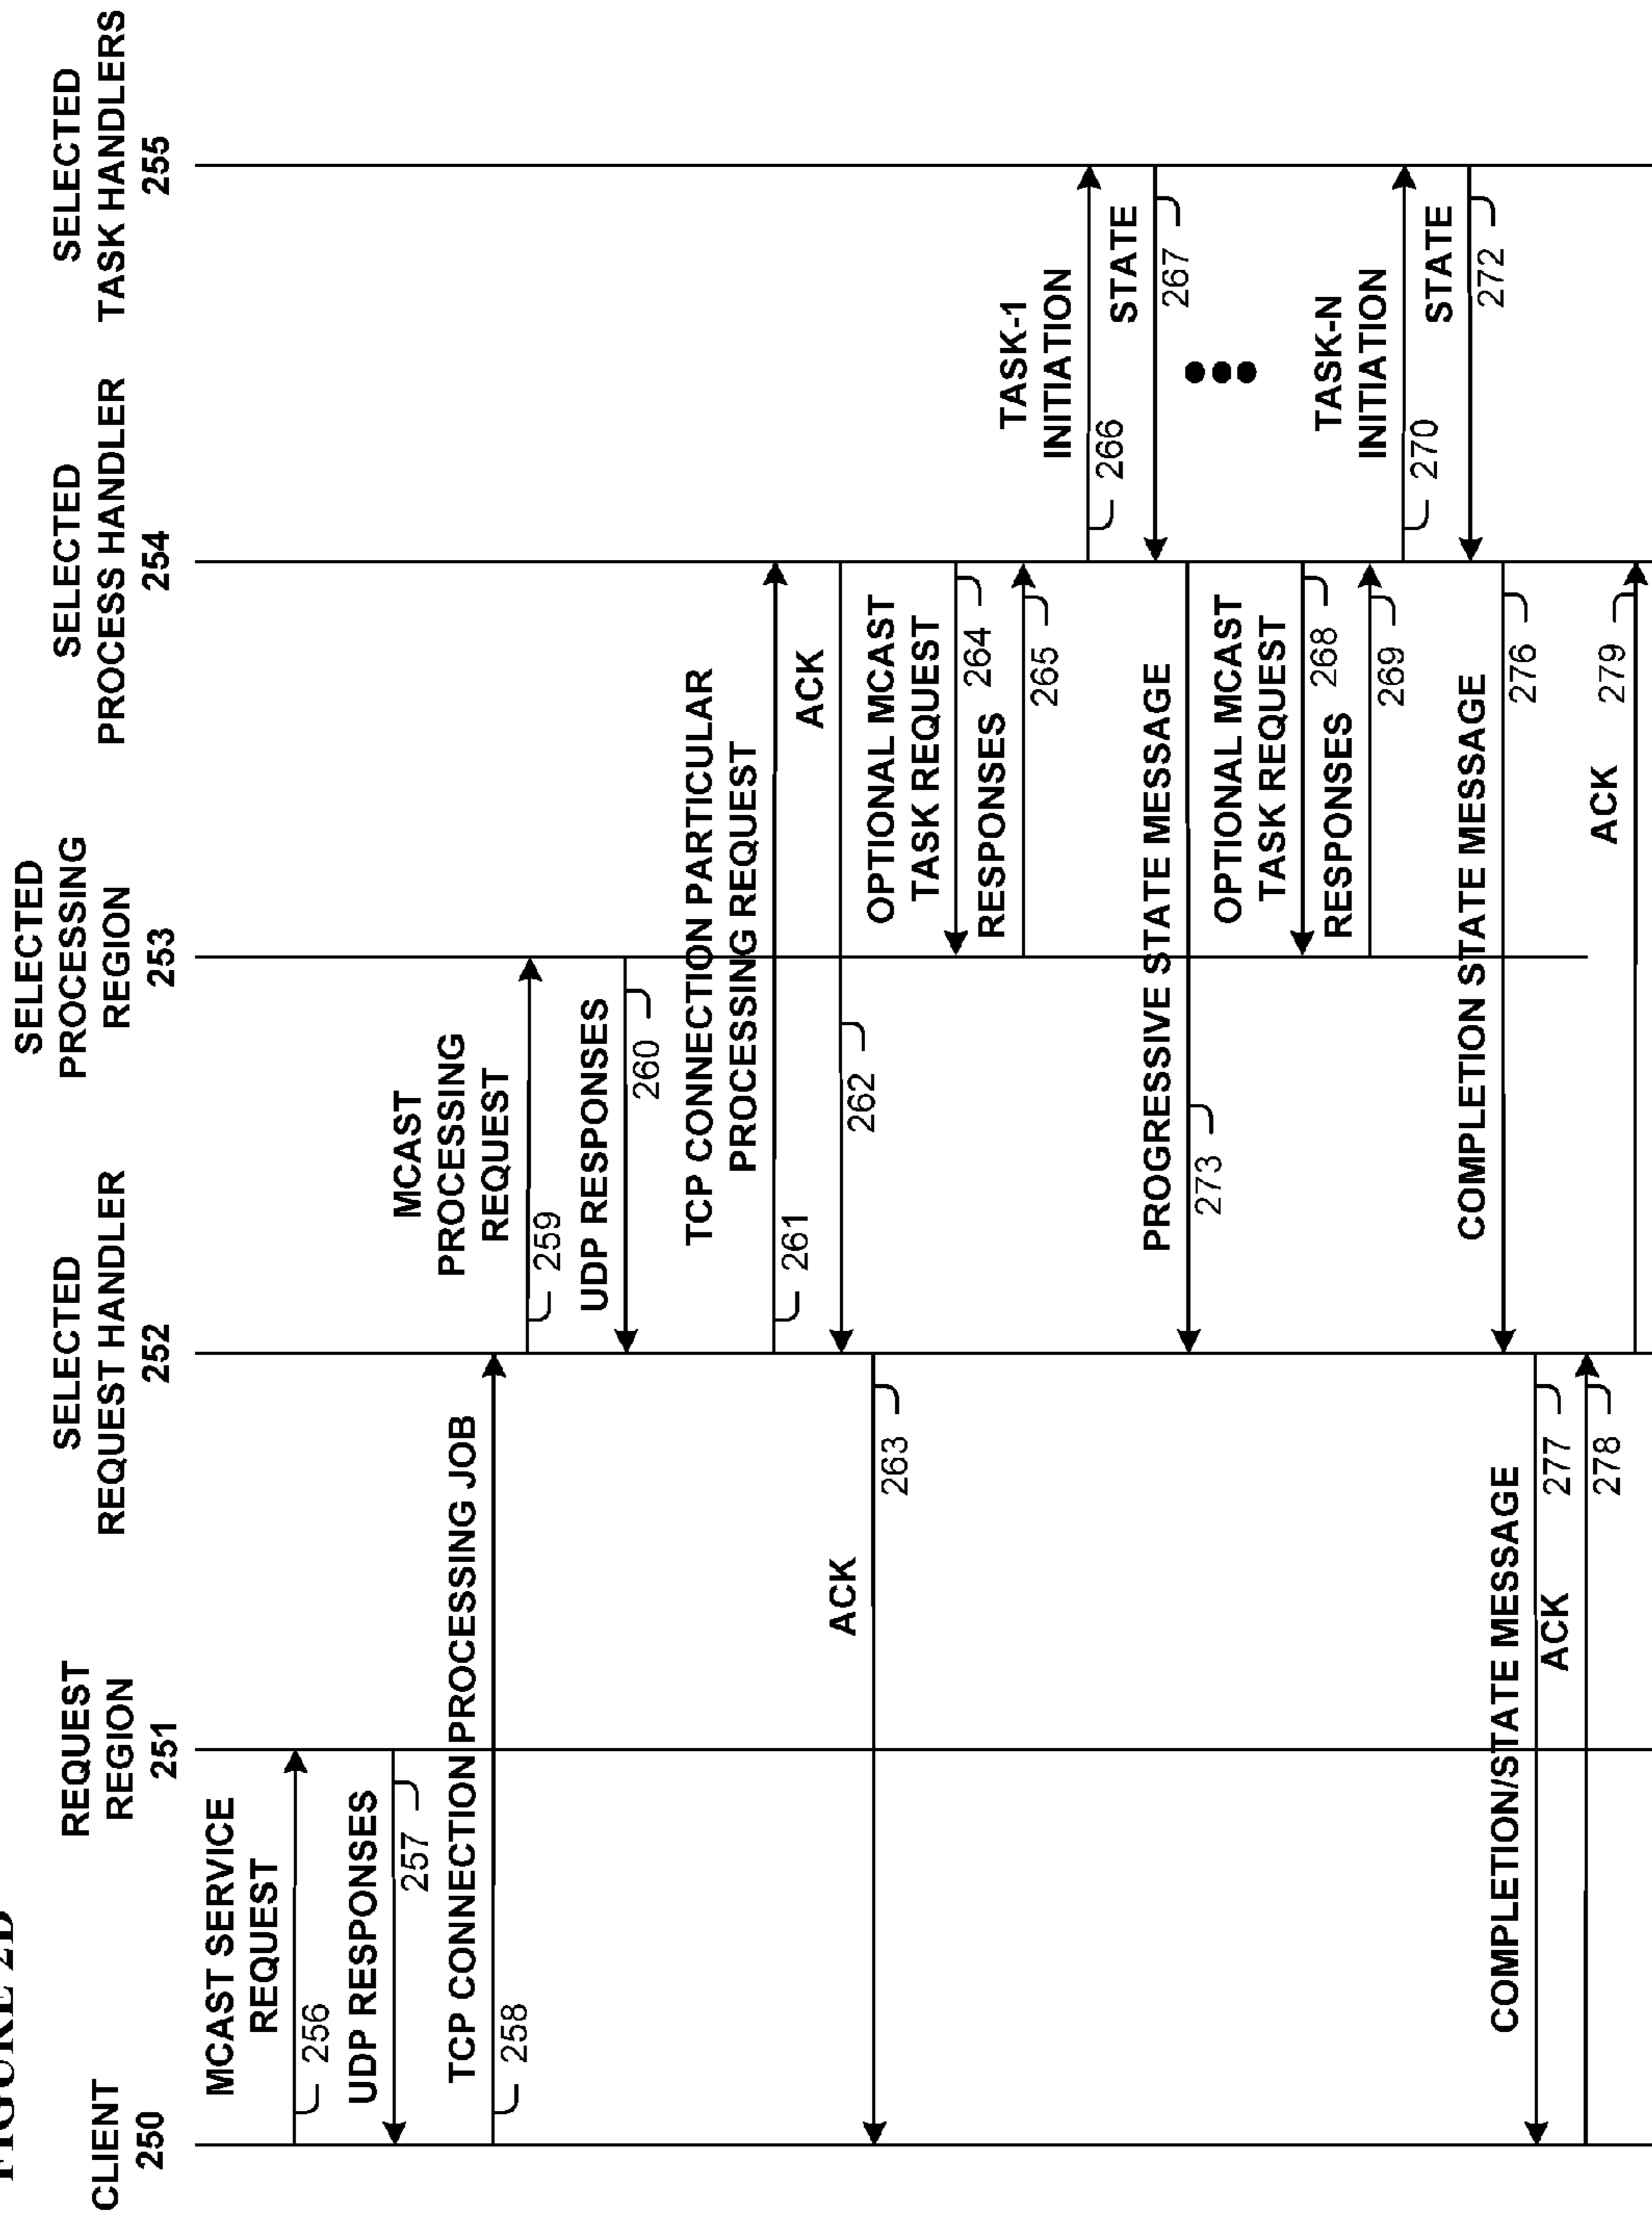 FIGURE 2B
CLIENT
250
REQUEST
REGION
251
SELECTED
REQUEST HANDLER
252
SELECTED
PROCESSING
REGION
253
SELECTED
PROCESS HANDLER
254
SELECTED
TASK HANDLERS
255
MCAST SERVICE
REQUEST
256
UDP RESPONSES
257
TCP CONNECTION PROCESSING JOB
258
MCAST
PROCESSING
REQUEST
259
UDP RESPONSES
260
TCP CONNECTION PARTICULAR
PROCESSING REQUEST
261
ACK
262
ACK
263
OPTIONAL MCAST
TASK REQUEST
264
RESPONSES
265
TASK-1
INITIATION
266
STATE
267
PROGRESSIVE STATE MESSAGE
273
OPTIONAL MCAST
TASK REQUEST
268
RESPONSES
269
TASK-N
INITIATION
270
STATE
272
COMPLETION STATE MESSAGE
276
COMPLETION/STATE MESSAGE
277
ACK
278
ACK
279